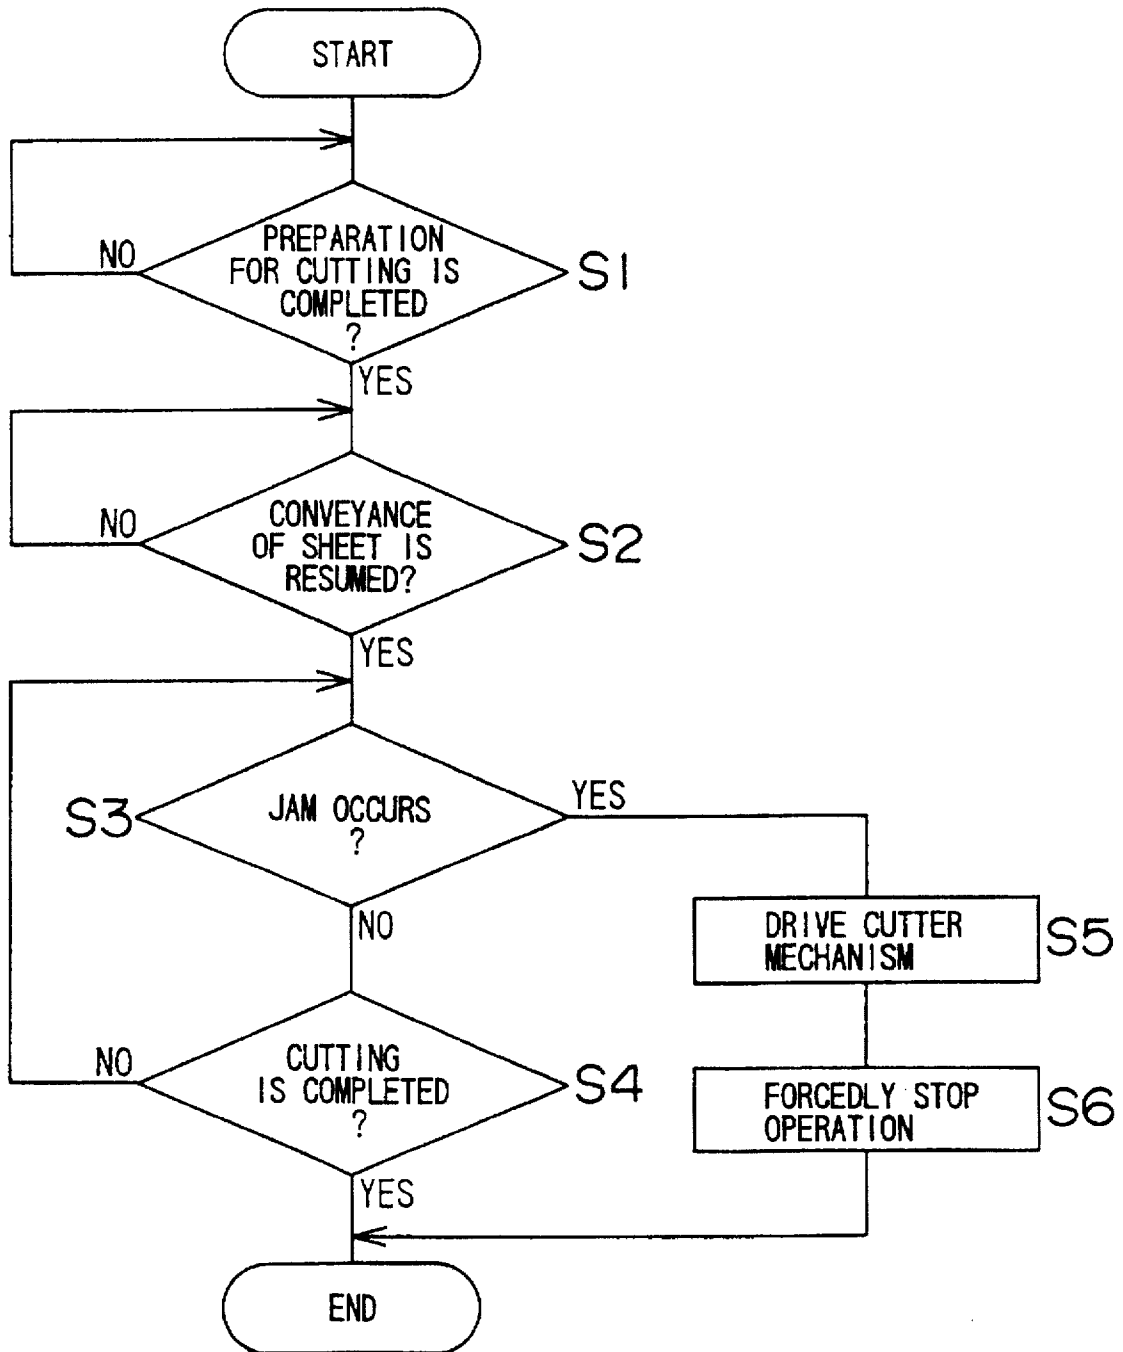 START
PREPARATION
FOR CUTTING IS
COMPLETED
?
NO
S1
YES
CONVEYANCE
OF SHEET IS
RESUMED?
NO
S2
YES
S3
JAM OCCURS
?
YES
NO
DRIVE CUTTER
MECHANISM
S5
CUTTING
IS COMPLETED
?
NO
S4
FORCEDLY STOP
OPERATION
S6
YES
END